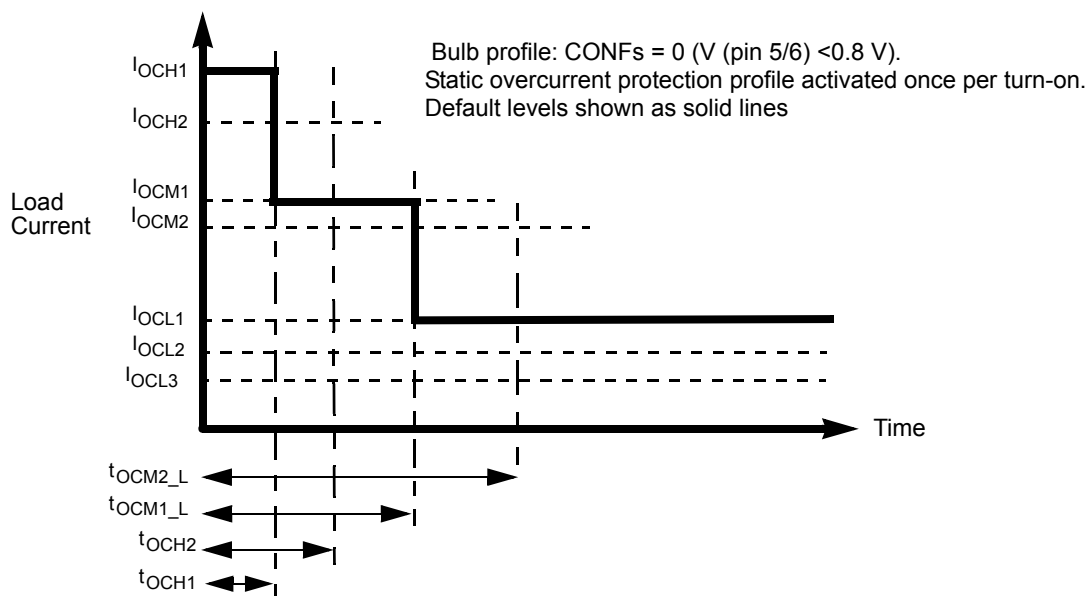 Bulb profile: CONFs = 0 (V (pin 5/6) <0.8 V).
Static overcurrent protection profile activated once per turn-on.
Default levels shown as solid lines
IOCH1
IOCH2
IOCM1
Load
Current
IOCM2
IOCL1
IOCL2
IOCL3
Time
tOCM2_L
tOCM1_L
tOCH2
tOCH1